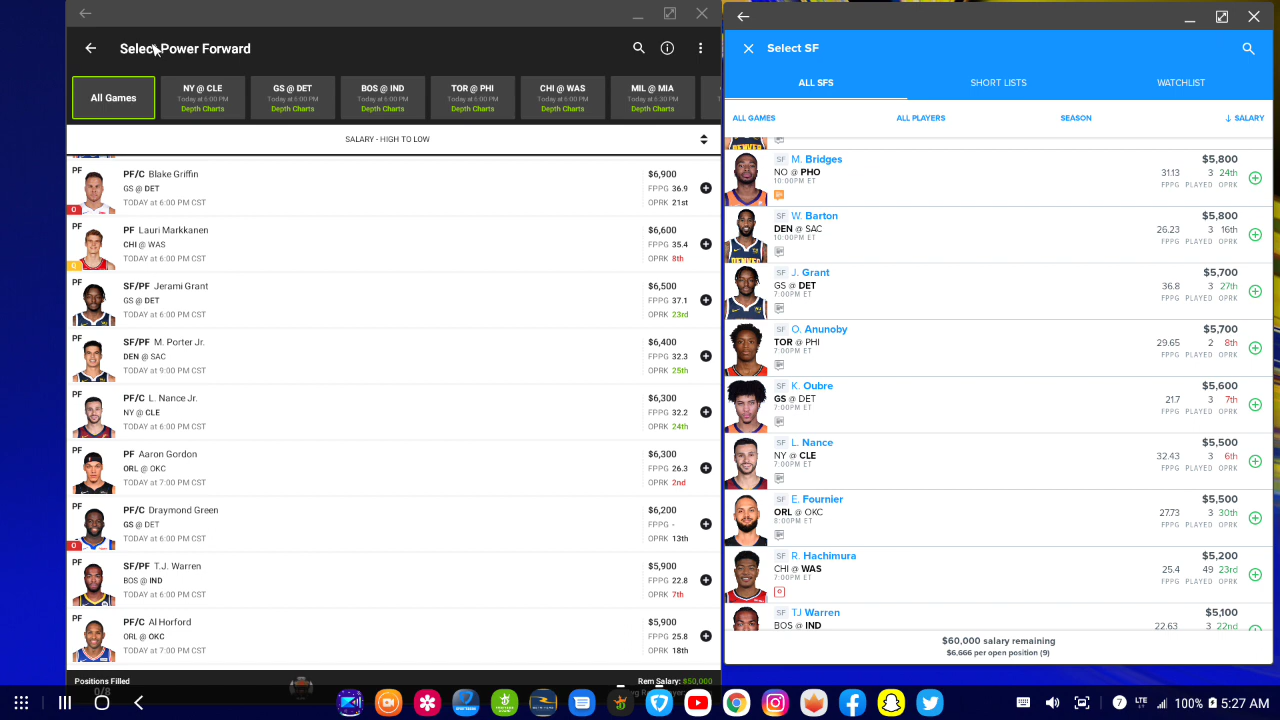 Select Power Forward
All Games
NY @ CLE
Today at 6:00 PM
Depth Charts
GS @ DET
Today at 6:00 PM
Depth Charts
BOS @ IND
Today at 6:00 PM
Depth Charts
TOR @ PHI
Today at 6:00 PM
Depth Charts
CHI @ WAS
Today at 6:00 PM
Depth Charts
MIL @ MIA
Today at 6:30 PM
Depth Charts
SALARY - HIGH TO LOW
PF
O
PF/C Blake Griffin
GS @ DET
TODAY at 6:00 PM CST
$6,900
FPPG 36.9
OPRK 21st
PF
Q
PF Lauri Markkanen
CHI @ WAS
TODAY at 6:00 PM CST
$6,600
FPPG 35.4
OPRK 8th
PF
SF/PF Jerami Grant
GS @ DET
TODAY at 6:00 PM CST
$6,500
FPPG 37.1
OPRK 23rd
PF
SF/PF M. Porter Jr.
DEN @ SAC
TODAY at 9:00 PM CST
$6,400
FPPG 32.3
OPRK 25th
PF
PF/C L. Nance Jr.
NY @ CLE
TODAY at 6:00 PM CST
$6,300
FPPG 32.2
OPRK 24th
PF
PF Aaron Gordon
ORL @ OKC
TODAY at 7:00 PM CST
$6,300
FPPG 26.3
OPRK 2nd
PF
O
PF/C Draymond Green
GS @ DET
TODAY at 6:00 PM CST
$6,200
FPPG -
OPRK 13th
PF
SF/PF T.J. Warren
BOS @ IND
TODAY at 6:00 PM CST
$5,900
FPPG 22.8
OPRK 7th
PF
PF/C Al Horford
ORL @ OKC
TODAY at 7:00 PM CST
$5,900
FPPG 25.8
OPRK 18th
Positions Filled
0/8
Rem Salary: $50,000
Select SF
ALL SFS
SHORT LISTS
WATCHLIST
ALL GAMES
ALL PLAYERS
SEASON
SALARY
SF M. Bridges
NO @ PHO
10:00PM ET
$5,800
31.13 3 24th
FPPG PLAYED OPRK
SF W. Barton
DEN @ SAC
10:00PM ET
$5,800
26.23 3 16th
FPPG PLAYED OPRK
SF J. Grant
GS @ DET
7:00PM ET
$5,700
36.8 3 27th
FPPG PLAYED OPRK
SF O. Anunoby
TOR @ PHI
7:00PM ET
$5,700
29.65 2 8th
FPPG PLAYED OPRK
SF K. Oubre
GS @ DET
7:00PM ET
$5,600
21.7 3 7th
FPPG PLAYED OPRK
SF L. Nance
NY @ CLE
7:00PM ET
$5,500
32.43 3 6th
FPPG PLAYED OPRK
SF E. Fournier
ORL @ OKC
8:00PM ET
$5,500
27.73 3 30th
FPPG PLAYED OPRK
SF R. Hachimura
CHI @ WAS
7:00PM ET
O
$5,200
25.4 49 23rd
FPPG PLAYED OPRK
SF TJ Warren
BOS @ IND
$5,100
22.63 3 22nd
$60,000 salary remaining
$6,666 per open position (9)
7
LTE
100%
5:27 AM